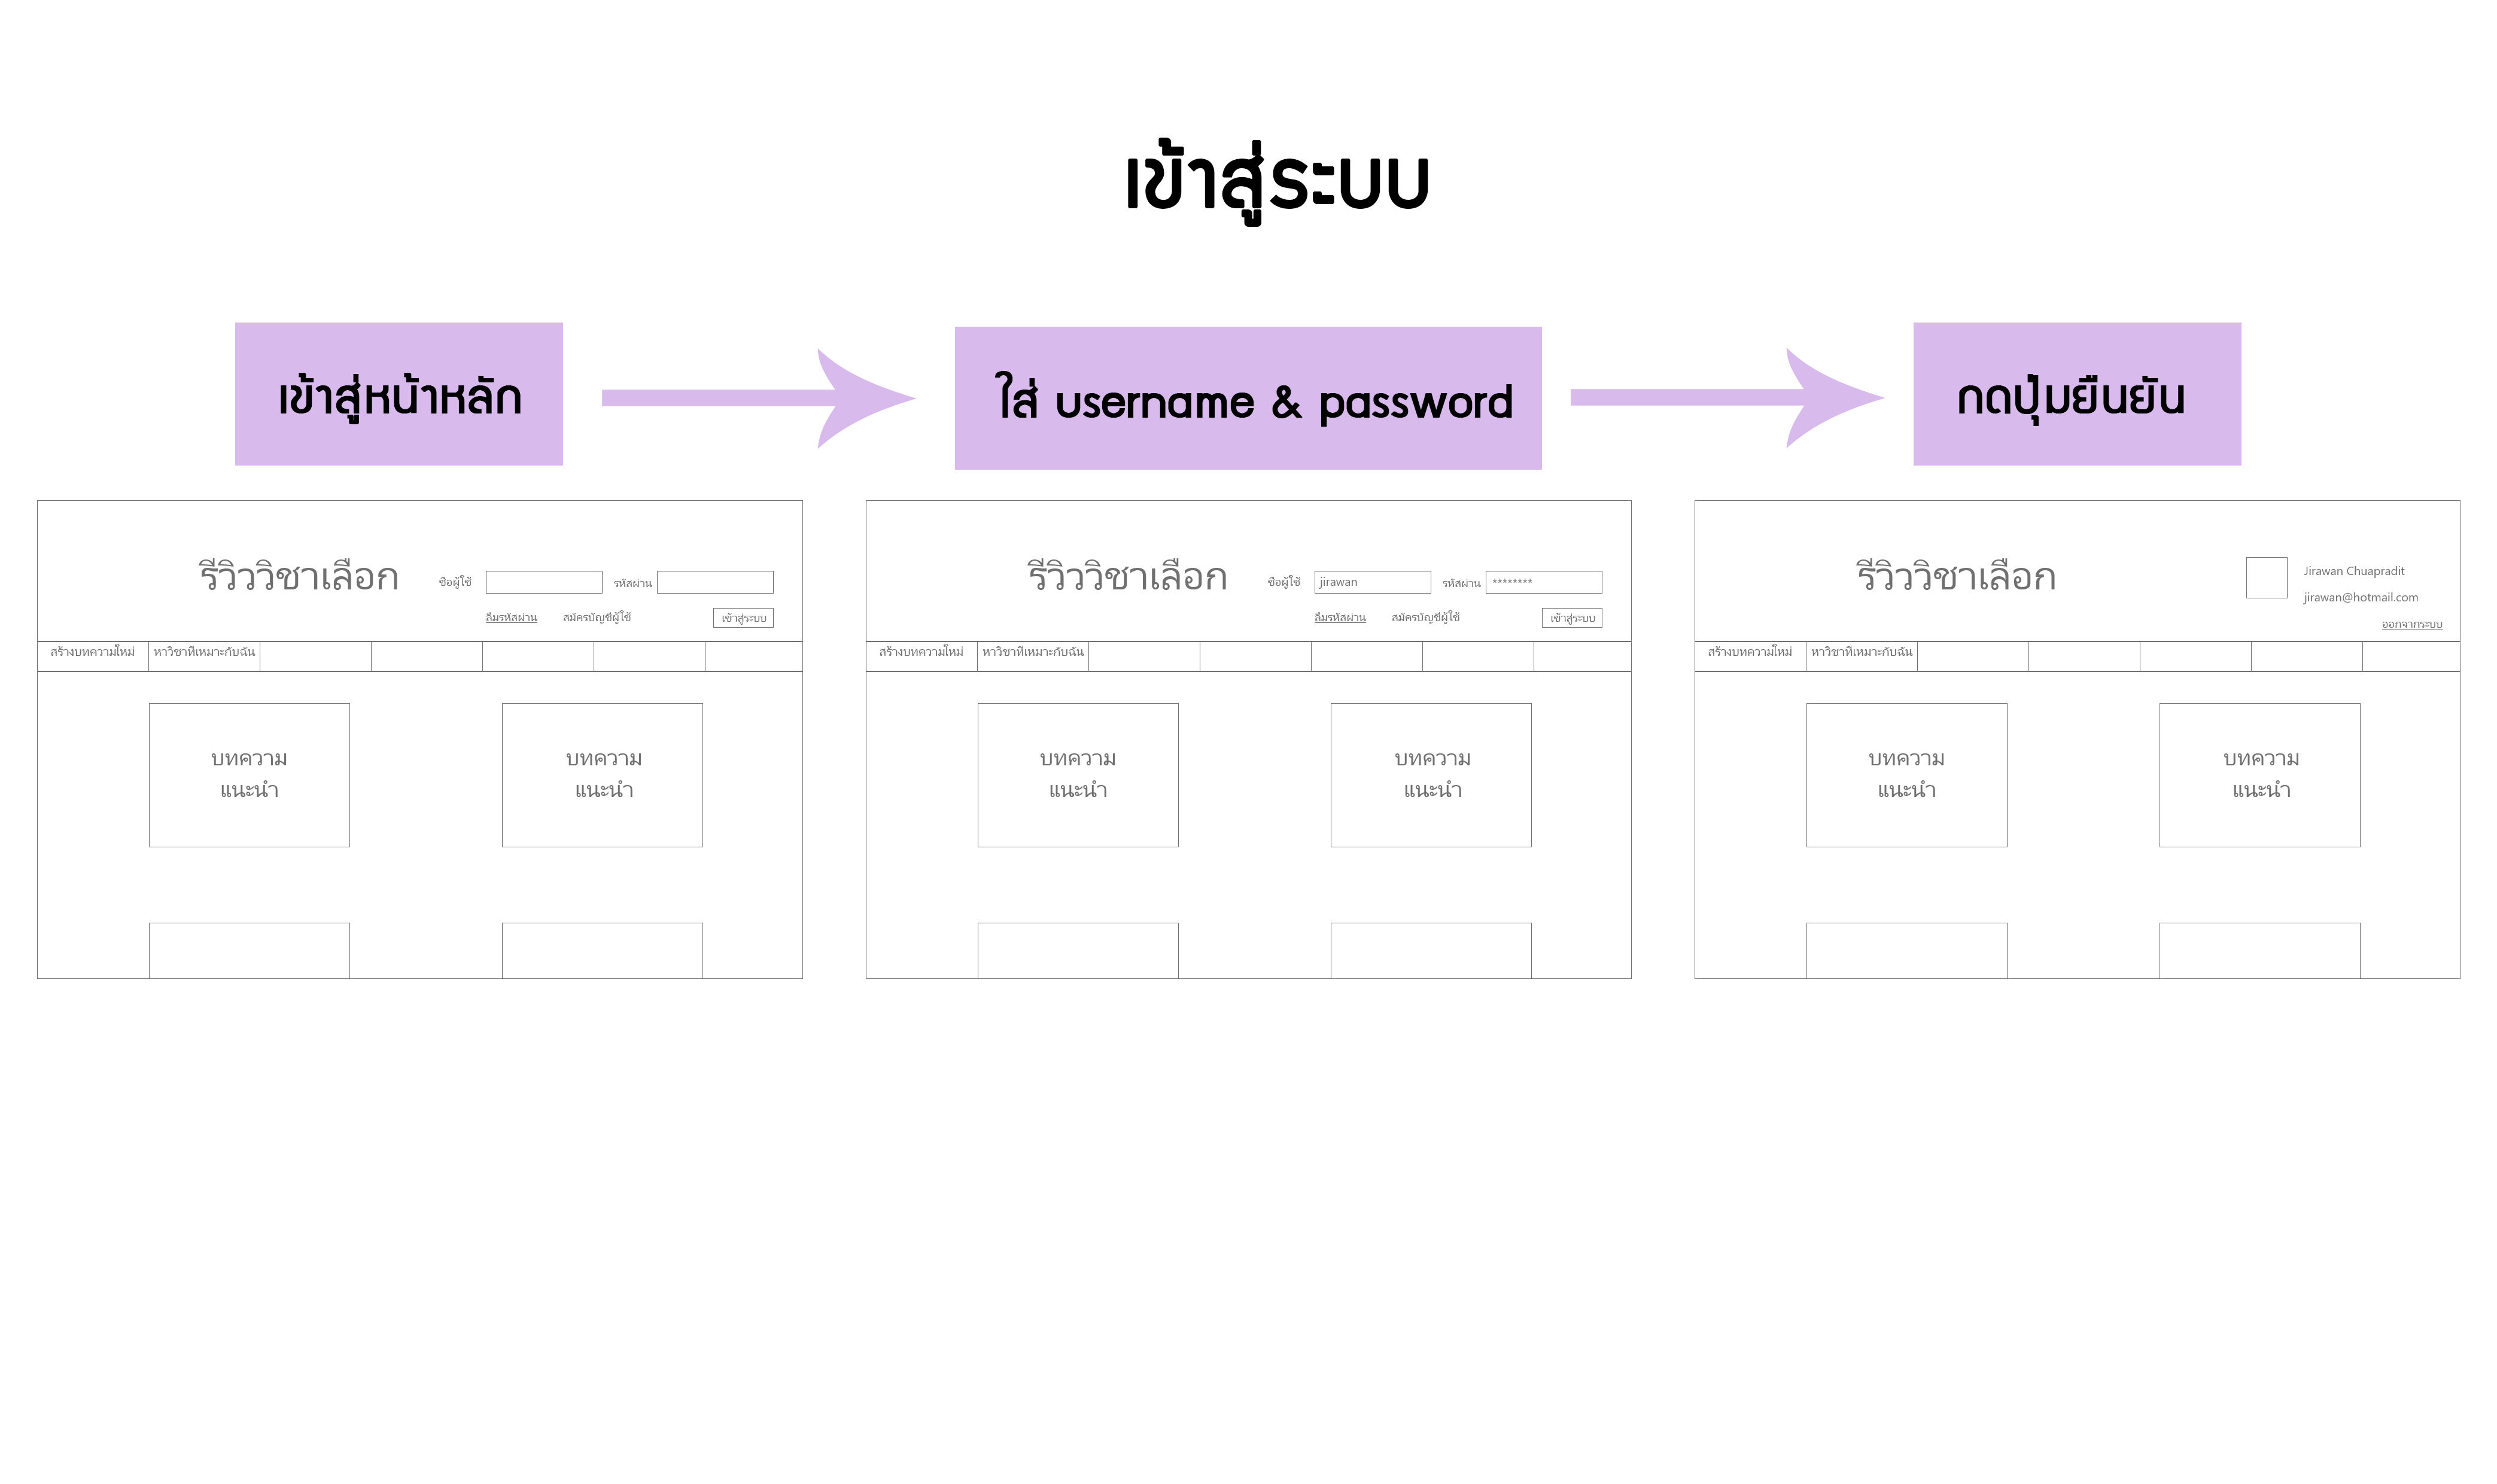 เข้าสู่ระบบ
เข้าสู่หน้าหลัก
ใส่ username & password
กดปุ่มยืนยัน
รีวิววิชาเลือก
ชื่อผู้ใช้
รหัสผ่าน
ลืมรหัสผ่าน
สมัครบัญชีผู้ใช้
เข้าสู่ระบบ
สร้างบทความใหม่
หาวิชาที่เหมาะกับฉัน
บทความ
แนะนำ
บทความ
แนะนำ
รีวิววิชาเลือก
ชื่อผู้ใช้
jirawan
รหัสผ่าน
********
ลืมรหัสผ่าน
สมัครบัญชีผู้ใช้
เข้าสู่ระบบ
สร้างบทความใหม่
หาวิชาที่เหมาะกับฉัน
บทความ
แนะนำ
บทความ
แนะนำ
รีวิววิชาเลือก
Jirawan Chuapradit
jirawan@hotmail.com
ออกจากระบบ
สร้างบทความใหม่
หาวิชาที่เหมาะกับฉัน
บทความ
แนะนำ
บทความ
แนะนำ